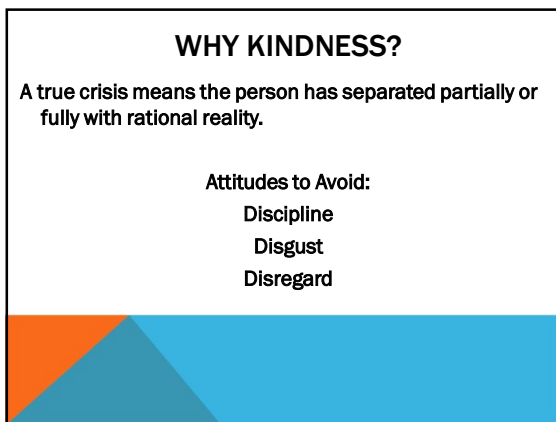 WHY KINDNESS?
A true crisis means the person has separated partially or
fully with rational reality.
Attitudes to Avoid:
Discipline
Disgust
Disregard